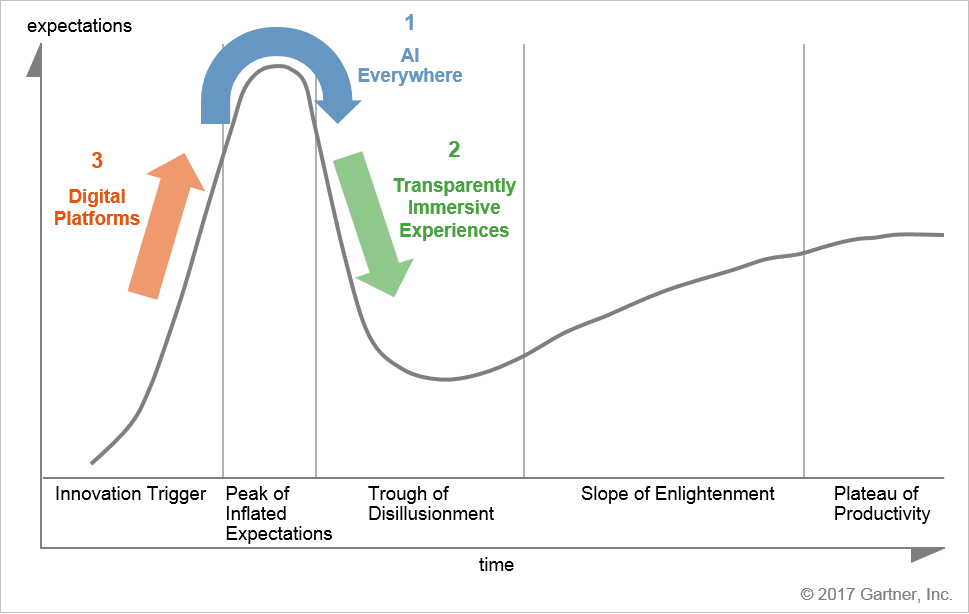 expectations
1
AI
Everywhere
2
Transparently
Immersive
Experiences
3
Digital
Platforms
Innovation Trigger
Peak of
Inflated
Expectations
Trough of
Disillusionment
Slope of Enlightenment
Plateau of
Productivity
time
© 2017 Gartner, Inc.